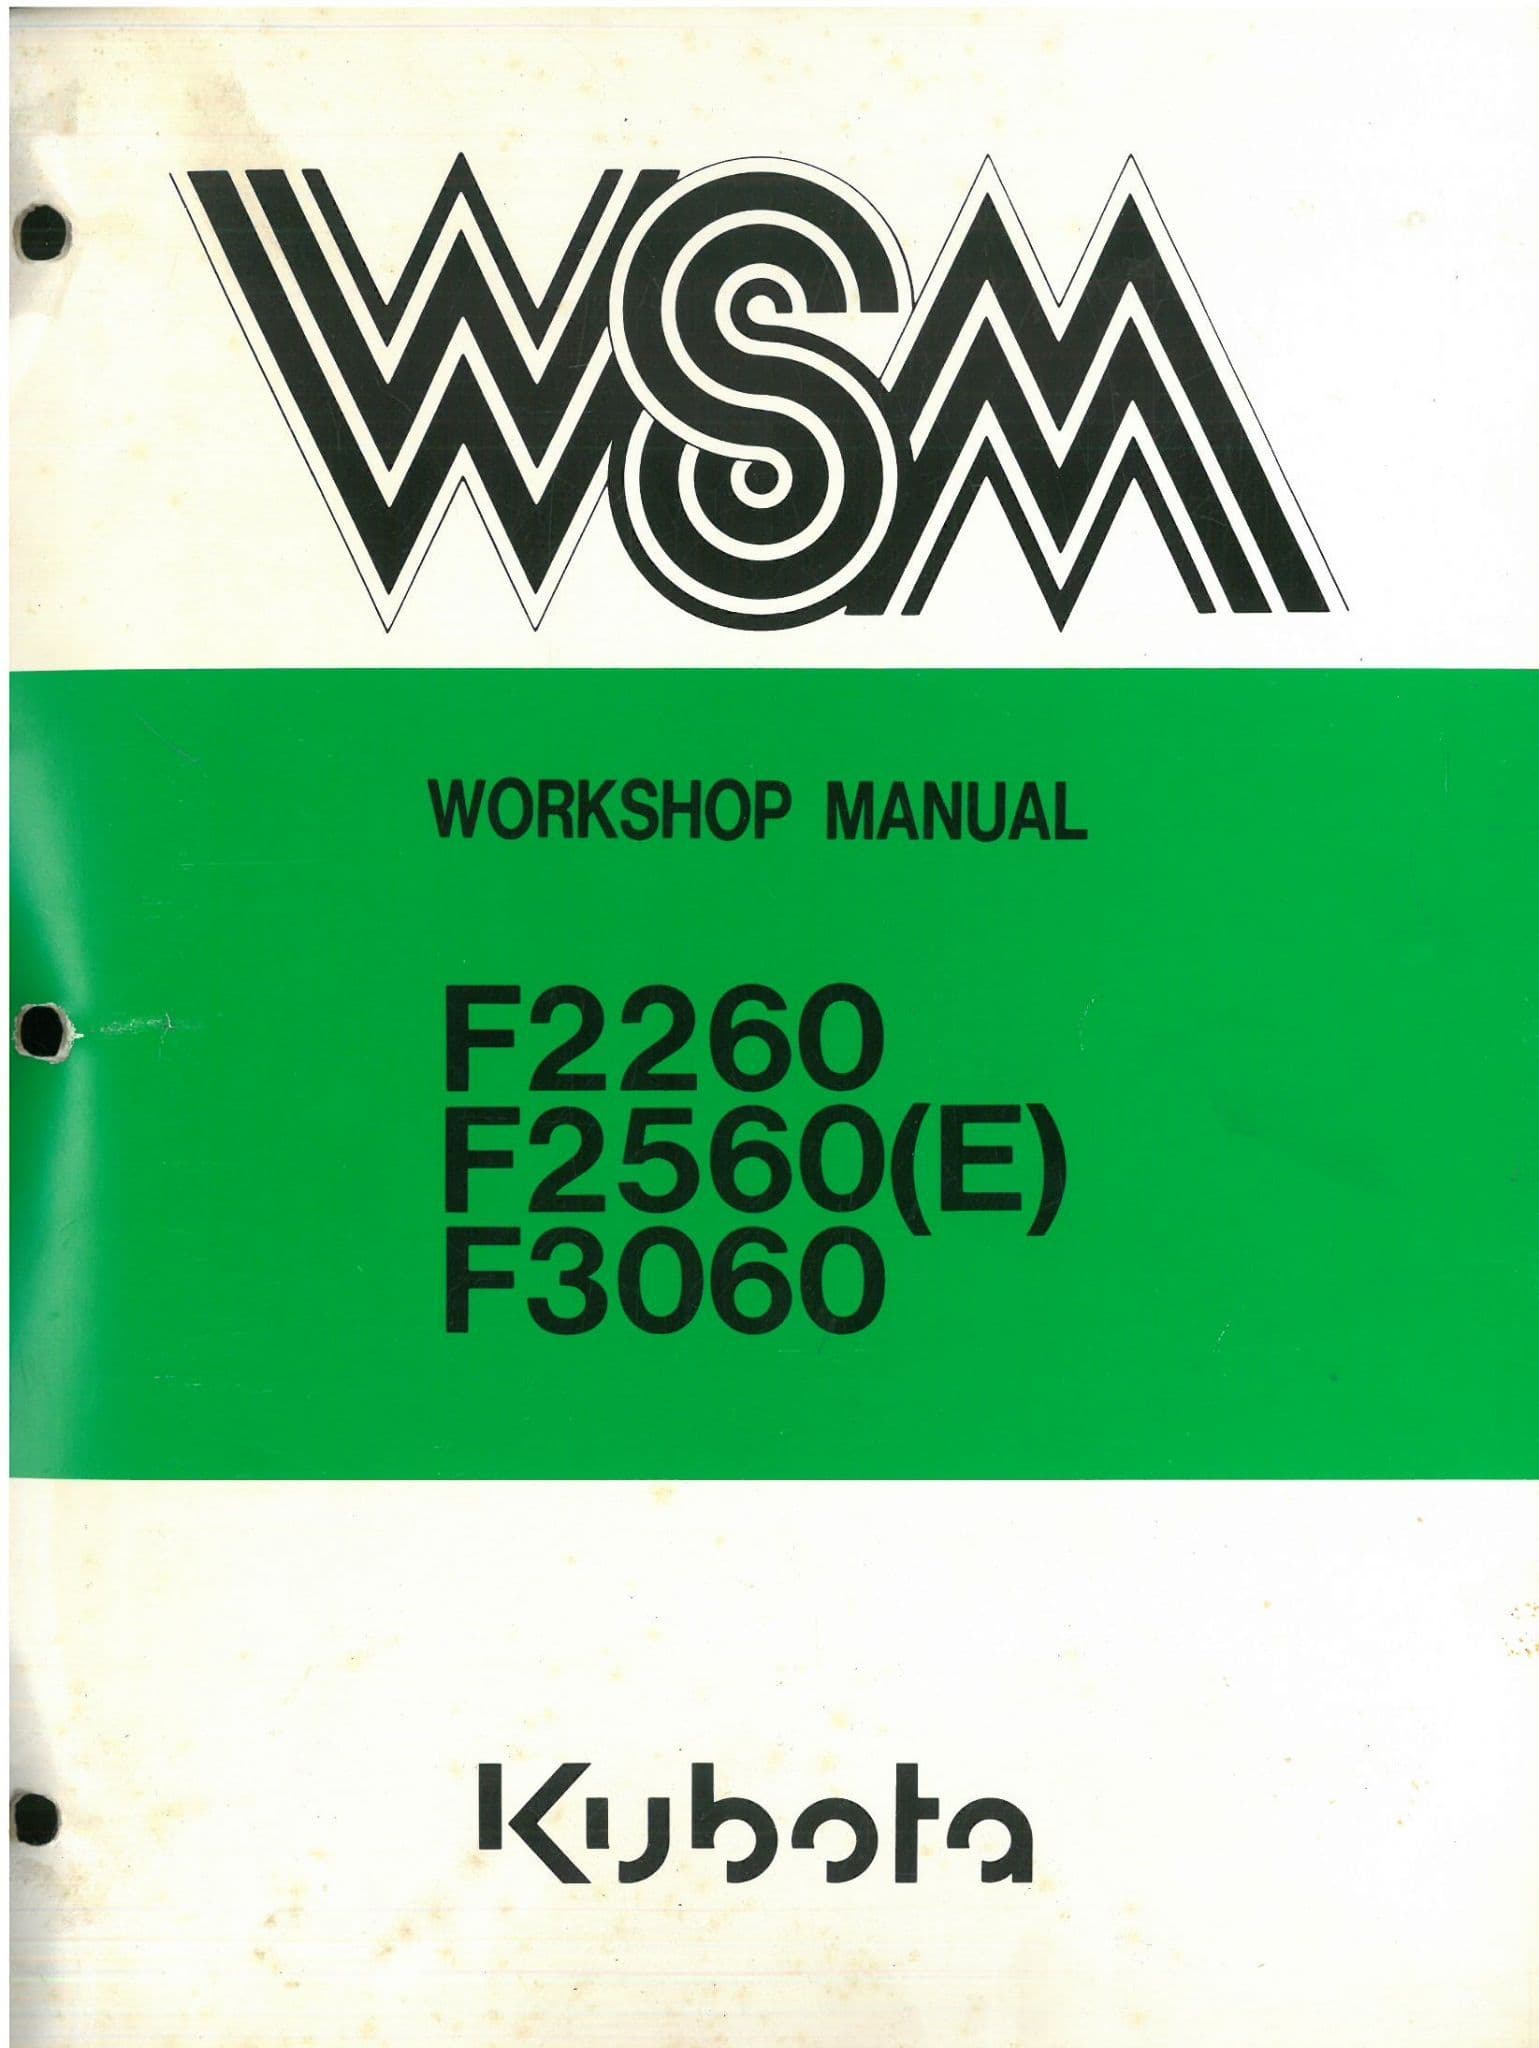 WSM
WORKSHOP MANUAL
F2260
F2560(E)
F3060
Kubota